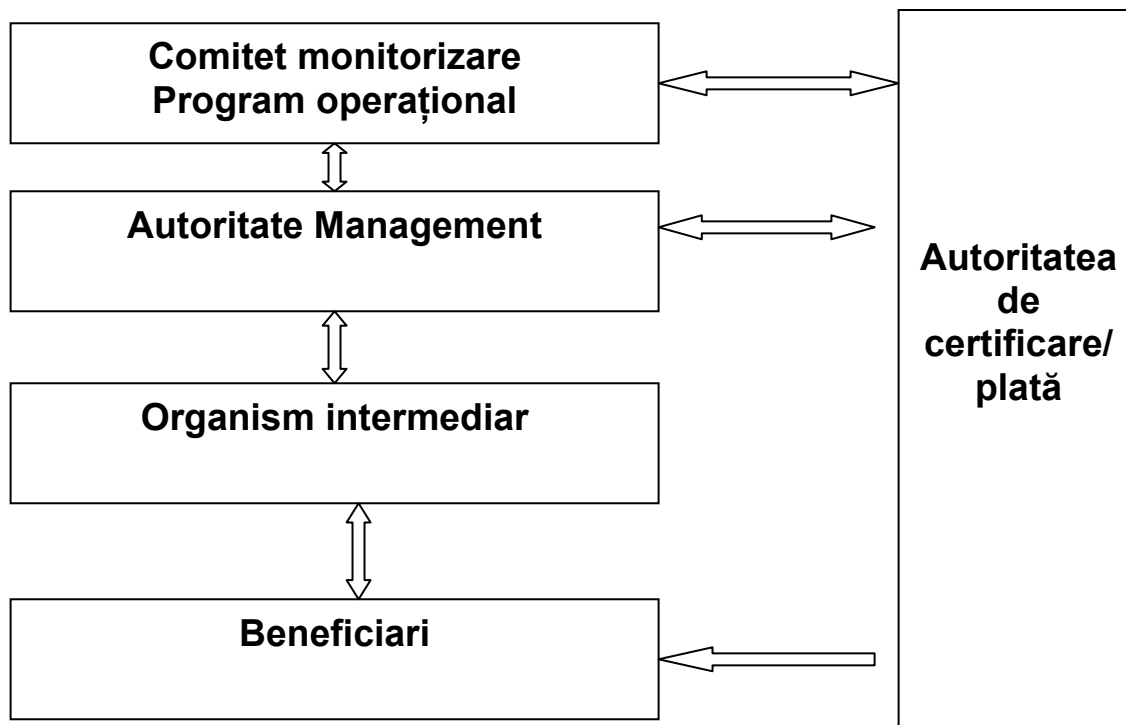 Comitet monitorizare
Program operațional
Autoritate Management
Autoritatea
de
certificare/
plată
Organism intermediar
Beneficiari